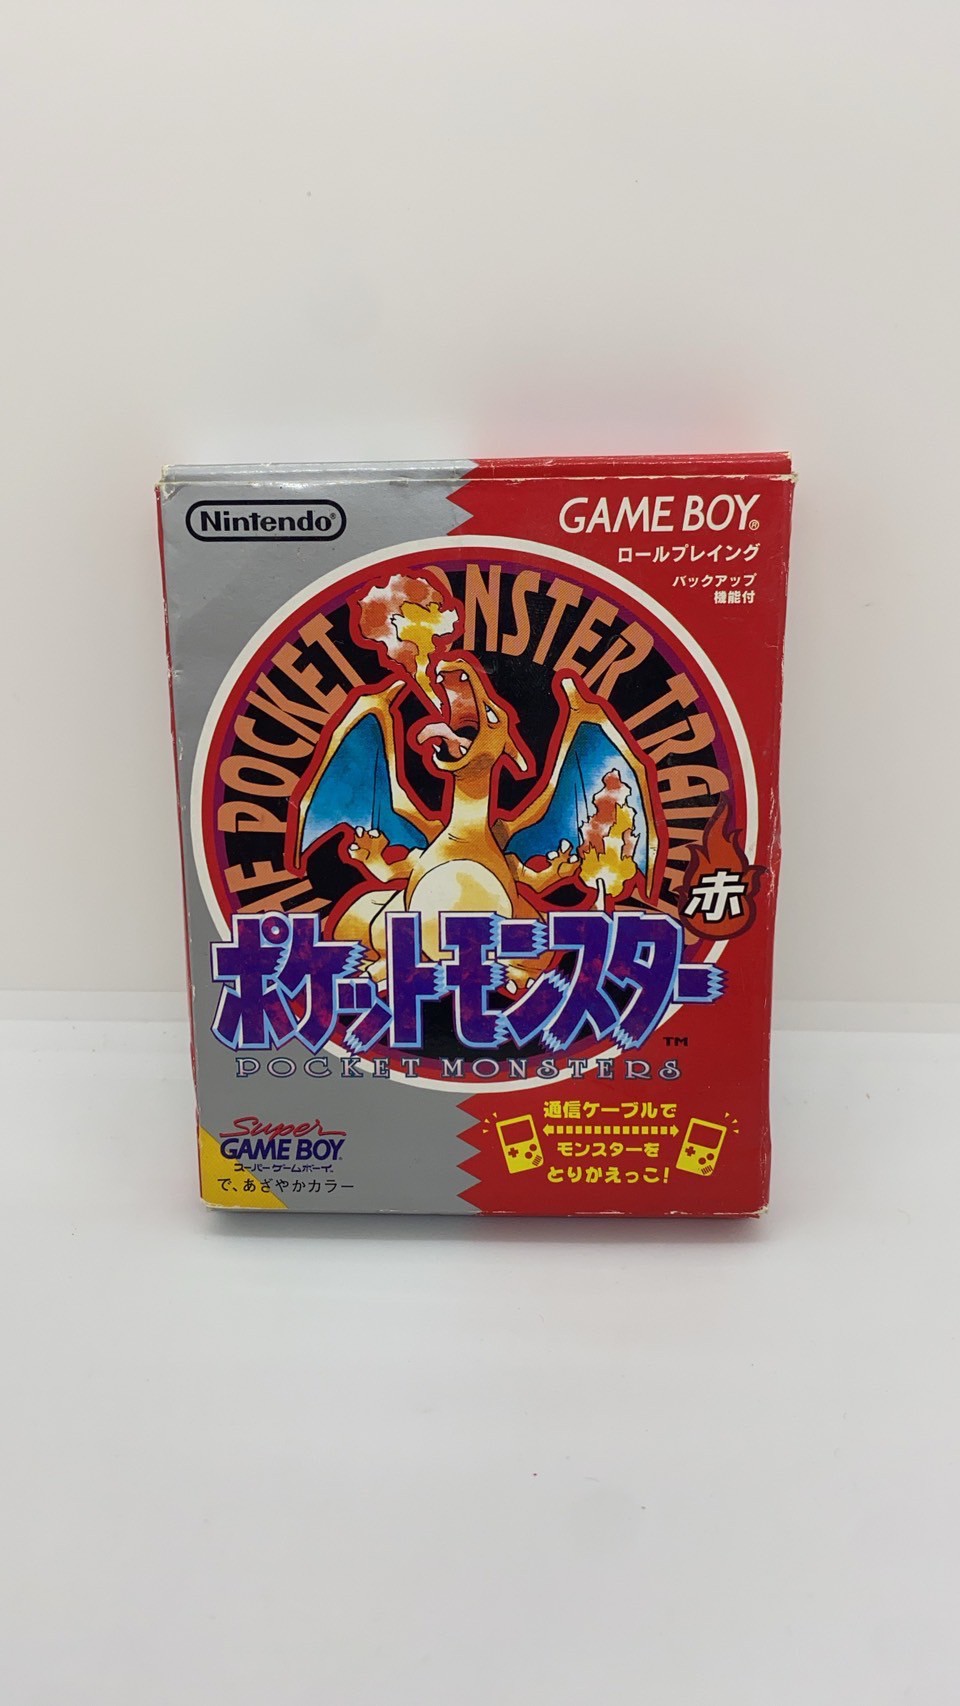 Nintendo®
GAME BOY®
ロールプレイング
バックアップ
機能付
POCKET MONSTER TRAINER
赤
ポケットモンスター
TM
POCKET MONSTERS
Super
GAME BOY
スーパーゲームボーイ
で、あざやかカラー
通信ケーブルで
モンスターを
とりかえっこ!